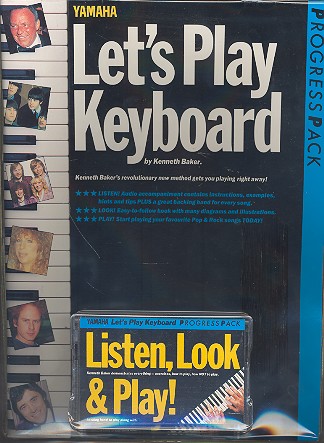 YAMAHA
Let's Play
Keyboard
by Kenneth Baker.
PROGRESS PACK
Kenneth Baker's revolutionary new method gets you playing right away!
★★★ LISTEN! Audio accompaniment contains instructions, examples,
hints and tips PLUS a great backing band for every song.
★★★ LOOK! Easy-to-follow book with many diagrams and illustrations.
★★★ PLAY! Start playing your favourite Pop & Rock songs TODAY!
YAMAHA Let's Play Keyboard PROGRESS PACK
Listen, Look
& Play!